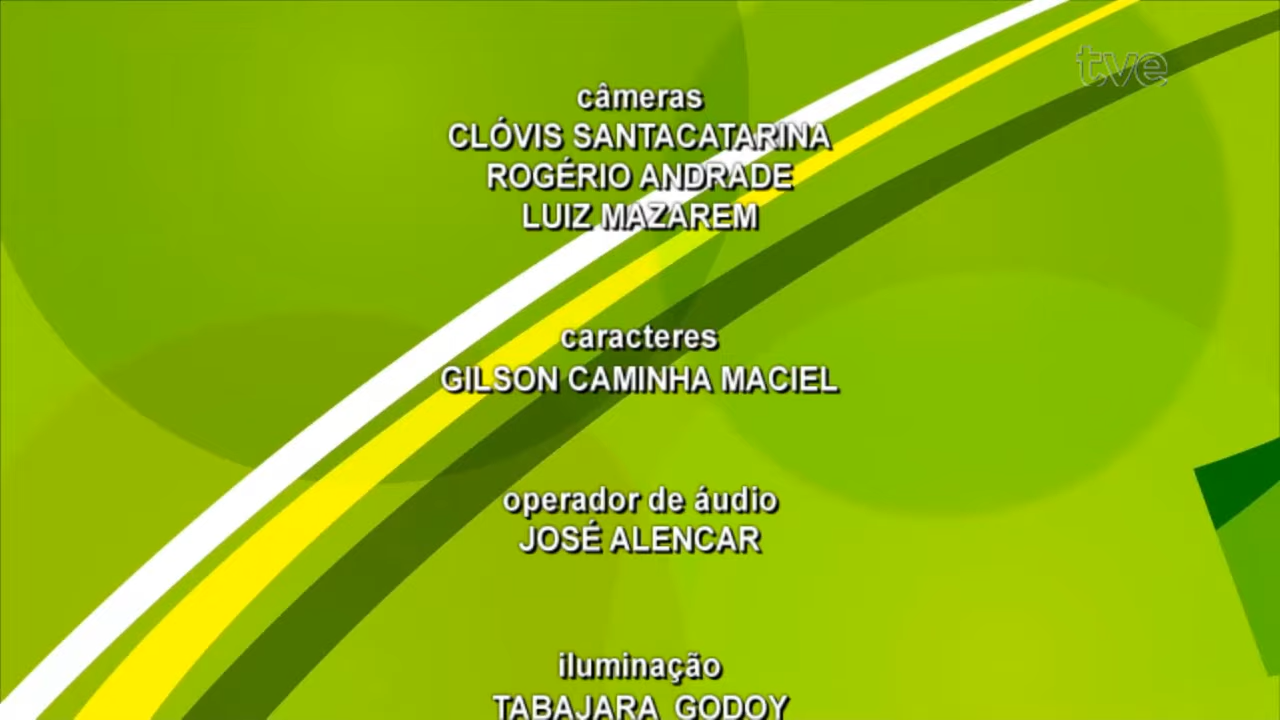 tve
câmeras
CLÓVIS SANTACATARINA
ROGÉRIO ANDRADE
LUIZ MAZAREM
caracteres
GILSON CAMINHA MACIEL
operador de áudio
JOSÉ ALENCAR
iluminação
TABAJARA GODOY